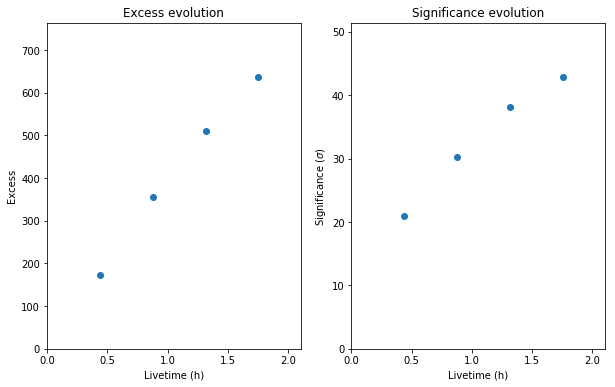 Excess evolution
Excess
700
600
500
400
300
200
100
0
0.0 0.5 1.0 1.5 2.0
Livetime (h)
Significance evolution
Significance (σ)
50
40
30
20
10
0
0.0 0.5 1.0 1.5 2.0
Livetime (h)